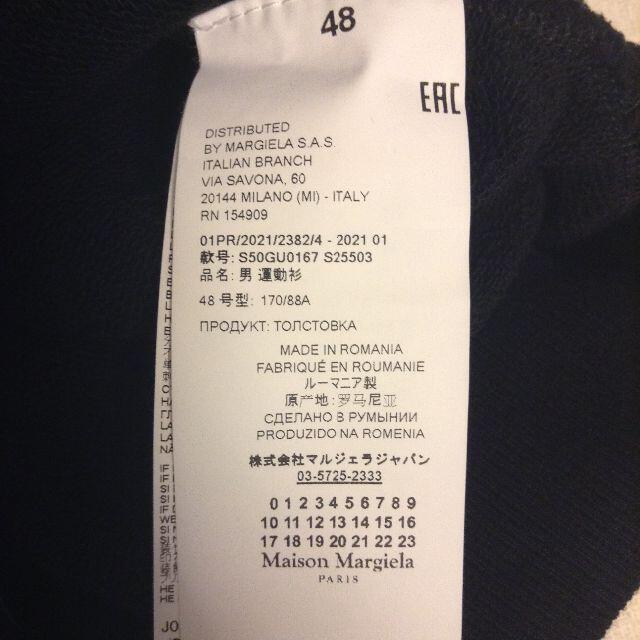 48
EAC
DISTRIBUTED
BY MARGIELA S.A.S.
ITALIAN BRANCH
VIA SAVONA, 60
20144 MILANO (MI) - ITALY
RN 154909
01PR/2021/2382/4 - 2021 01
款号: S50GU0167 S25503
品名: 男 運動衫
48 号型: 170/88A
ПРОДУКТ: ТОЛСТОВКА
MADE IN ROMANIA
FABRIQUÉ EN ROUMANIE
ルーマニア製
原产地: 罗马尼亚
СДЕЛАНО В РУМЫНИИ
PRODUZIDO NA ROMENIA
株式会社マルジェラジャパン
03-5725-2333
0 1 2 3 4 5 6 7 8 9
10 11 12 13 14 15 16
17 18 19 20 21 22 23
Maison Margiela
PARIS